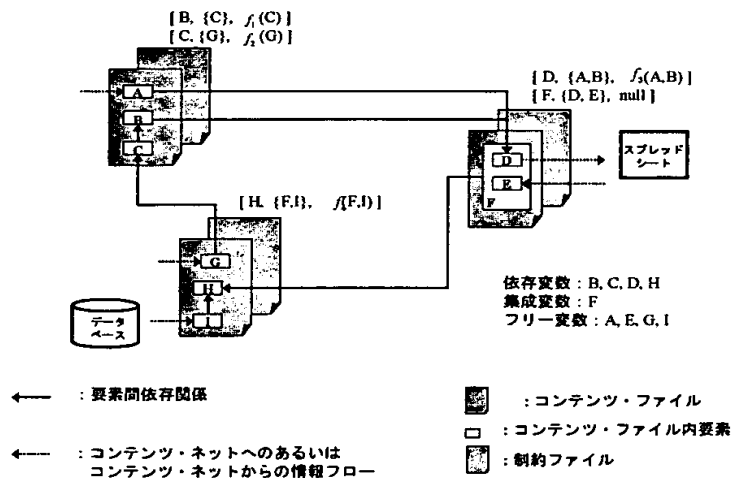 [ B, {C}, f₁(C) ]
[ C, {G}, f₂(G) ]
[ D, {A,B}, f₃(A,B) ]
[ F, {D, E}, null ]
A
B
C
D
E
F
スプレッド
シート
[ H, {F,I}, f₄(F,I) ]
G
H
I
データ
ベース
依存変数 : B, C, D, H
集成変数 : F
フリー変数 : A, E, G, I
: 要素間依存関係
: コンテンツ・ネットへのあるいは
コンテンツ・ネットからの情報フロー
: コンテンツ・ファイル
: コンテンツ・ファイル内要素
: 制約ファイル